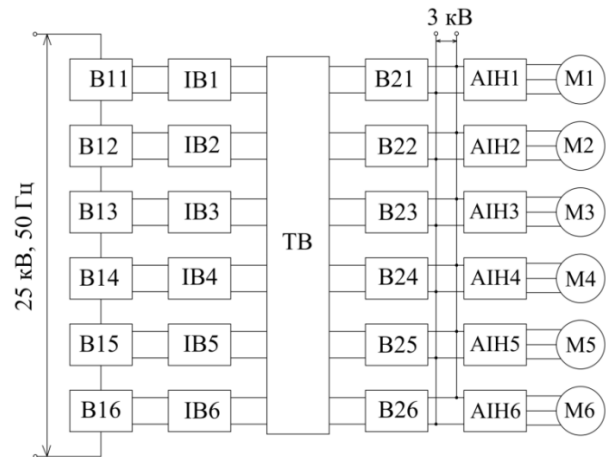 3 кВ
В11 ІВ1 В21 АІН1 М1
В12 ІВ2 В22 АІН2 М2
В13 ІВ3 В23 АІН3 М3
ТВ
25 кВ, 50 Гц
В14 ІВ4 В24 АІН4 М4
В15 ІВ5 В25 АІН5 М5
В16 ІВ6 В26 АІН6 М6